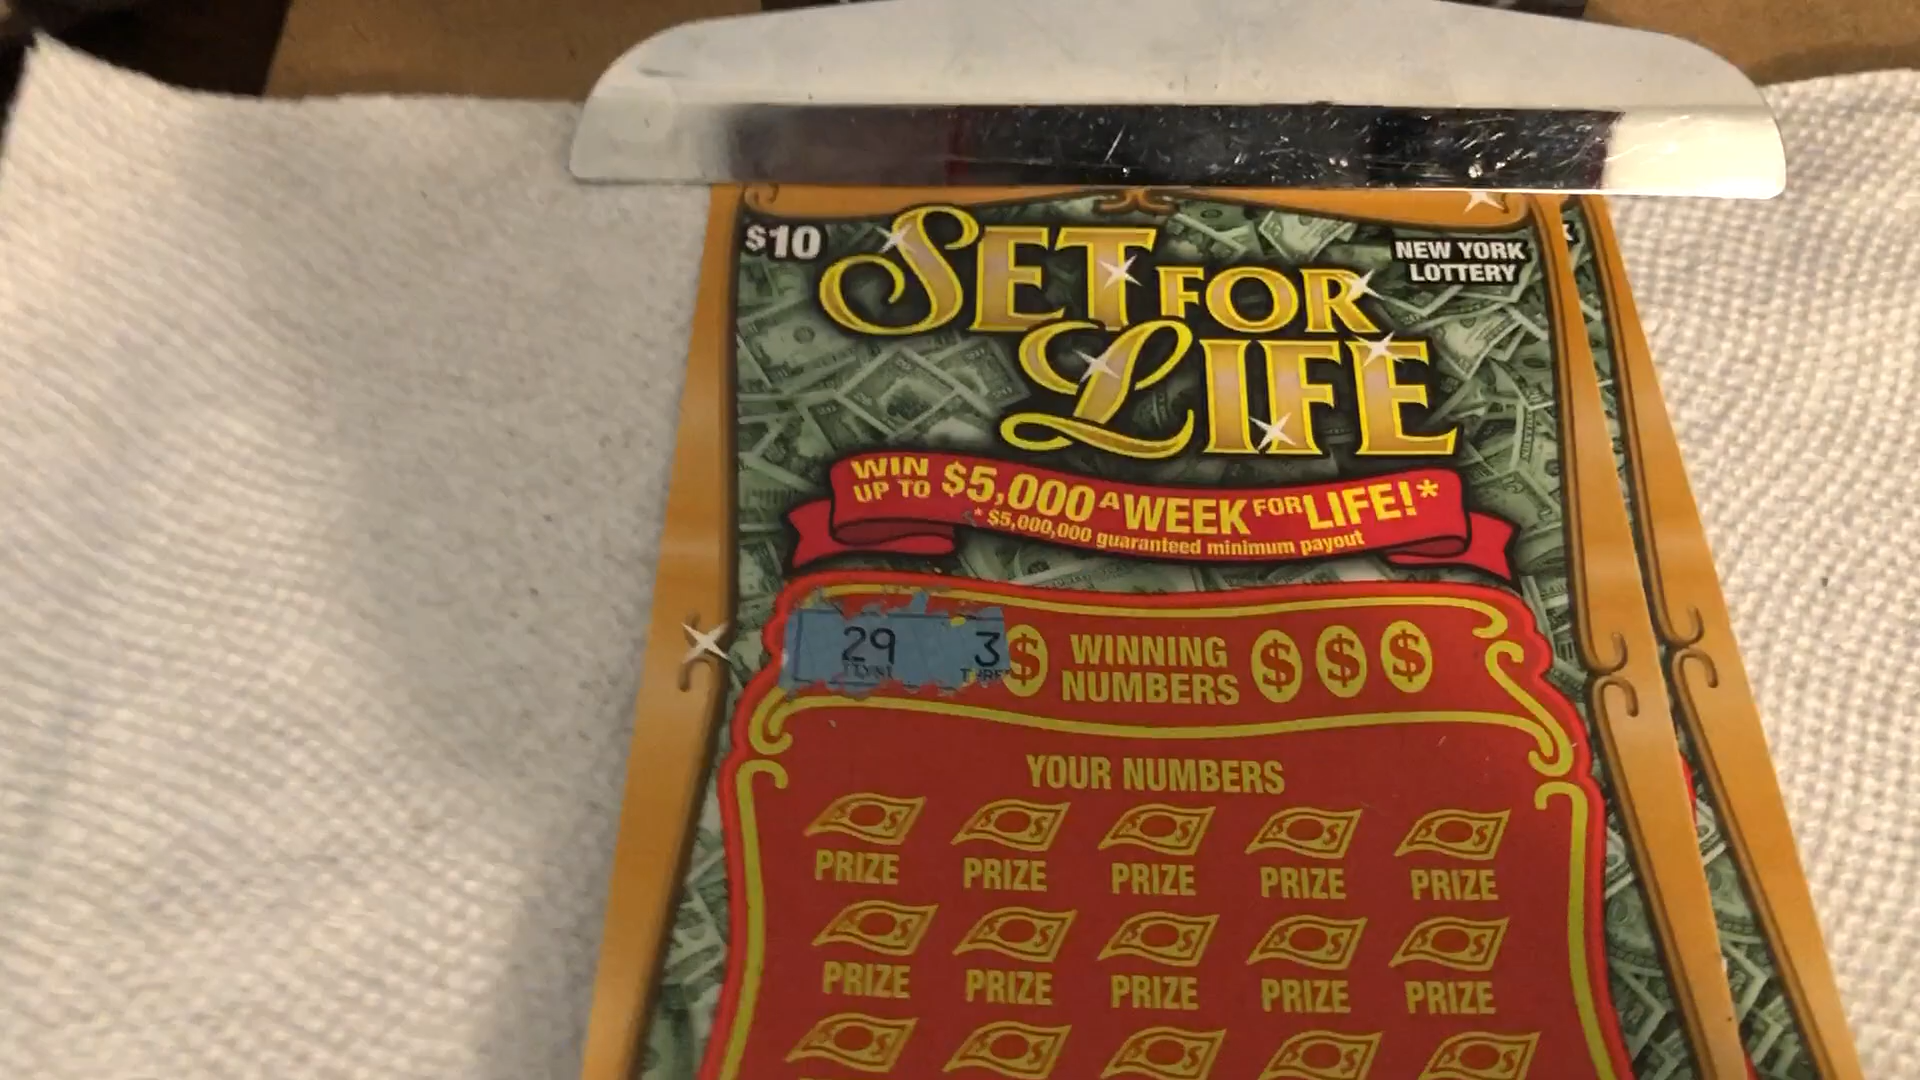 $10
SET FOR
LIFE
NEW YORK
LOTTERY
WIN
UP TO $5,000 A WEEK FOR LIFE!*
* $5,000,000 guaranteed minimum payout
29 3
$ WINNING
NUMBERS $ $ $
YOUR NUMBERS
PRIZE PRIZE PRIZE PRIZE PRIZE
PRIZE PRIZE PRIZE PRIZE PRIZE